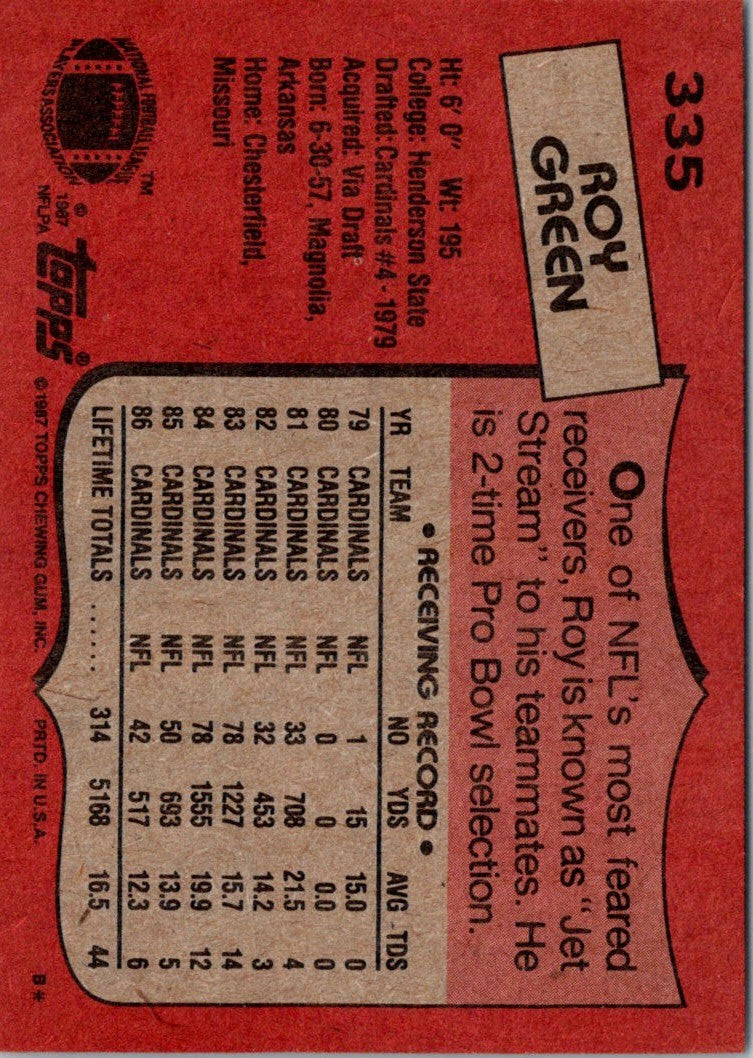 335
ROY
GREEN
Ht: 6' 0" Wt: 195
College: Henderson State
Drafted: Cardinals #4 - 1979
Acquired: Via Draft
Born: 6-30-57, Magnolia,
Arkansas
Home: Chesterfield,
Missouri
One of NFL's most feared
receivers, Roy is known as "Jet
Stream" to his teammates. He
is 2-time Pro Bowl selection.
• RECEIVING RECORD •
YR TEAM NO YDS AVG TDS
79 CARDINALS NFL 1 15 15.0 0
80 CARDINALS NFL 0 0 0.0 0
81 CARDINALS NFL 33 708 21.5 4
82 CARDINALS NFL 32 453 14.2 3
83 CARDINALS NFL 78 1227 15.7 14
84 CARDINALS NFL 78 1555 19.9 12
85 CARDINALS NFL 50 693 13.9 5
86 CARDINALS NFL 42 517 12.3 6
LIFETIME TOTALS ...... 314 5168 16.5 44
NATIONAL FOOTBALL LEAGUE
PLAYERS ASSOCIATION
TM
© 1987
NFLPA
topps®
© 1987 TOPPS CHEWING GUM, INC. PRTD. IN U.S.A. B*